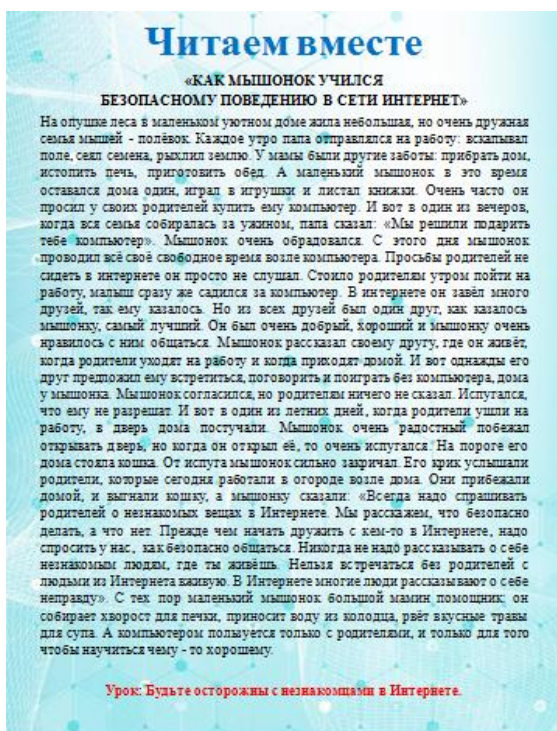 Читаем вместе
«КАК МЫШОНОК УЧИЛСЯ
БЕЗОПАСНОМУ ПОВЕДЕНИЮ В СЕТИ ИНТЕРНЕТ»
На опушке леса в маленьком уютном доме жила небольшая, но очень дружная
семья мышей - полёвок. Каждое утро папа отправлялся на работу: вскапывал
поле, сеял семена, рыхлил землю. У мамы были другие заботы: прибрать дом,
истопить печь, приготовить обед. А маленький мышонок в это время
оставался дома один, играл в игрушки и листал книжки. Очень часто он
просил у своих родителей купить ему компьютер. И вот в один из вечеров,
когда вся семья собиралась за ужином, папа сказал: «Мы решили подарить
тебе компьютер». Мышонок очень обрадовался. С этого дня мышонок
проводил всё своё свободное время возле компьютера. Просьбы родителей не
сидеть в интернете он просто не слушал. Стоило родителям утром пойти на
работу, малыш сразу же садился за компьютер. В интернете он завёл много
друзей, так ему казалось. Но из всех друзей был один друг, как казалось
мышонку, самый лучший. Он был очень добрый, хороший и мышонку очень
нравилось с ним общаться. Мышонок рассказал своему другу, где он живёт,
когда родители уходят на работу и когда приходят домой. И вот однажды его
друг предложил ему встретиться, поговорить и поиграть без компьютера, дома
у мышонка. Мышонок согласился, но родителям ничего не сказал. Испугался,
что ему не разрешат. И вот в один из летних дней, когда родители ушли на
работу, в дверь дома постучали. Мышонок очень радостный побежал
открывать дверь, но когда он открыл её, то очень испугался. На пороге его
дома стояла кошка. От испуга мышонок сильно закричал. Его крик услышали
родители, которые сегодня работали в огороде возле дома. Они прибежали
домой, и выгнали кошку, а мышонку сказали: «Всегда надо спрашивать
родителей о незнакомых вещах в Интернете. Мы расскажем, что безопасно
делать, а что нет. Прежде чем начать дружить с кем-то в Интернете, надо
спросить у нас, как безопасно общаться. Никогда не надо рассказывать о себе
незнакомым людям, где ты живёшь. Нельзя встречаться без родителей с
людьми из Интернета вживую. В Интернете многие люди рассказывают о себе
неправду». С тех пор маленький мышонок большой мамин помощник: он
собирает хворост для печки, приносит воду из колодца, рвёт вкусные травы
для супа. А компьютером пользуется только с родителями, и только для того
чтобы научиться чему - то хорошему.
Урок: Будьте осторожны с незнакомцами в Интернете.